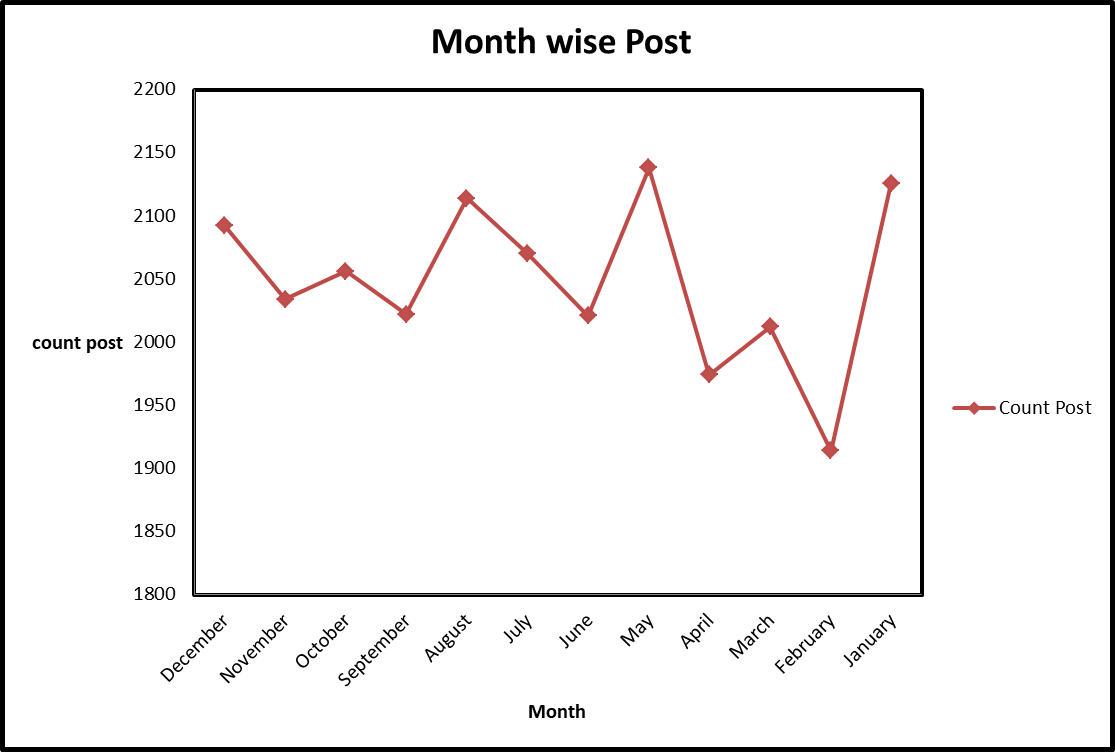 Month wise Post
2200
2150
2100
2050
2000
1950
1900
1850
1800
count post
December
November
October
September
August
July
June
May
April
March
February
January
Month
Count Post